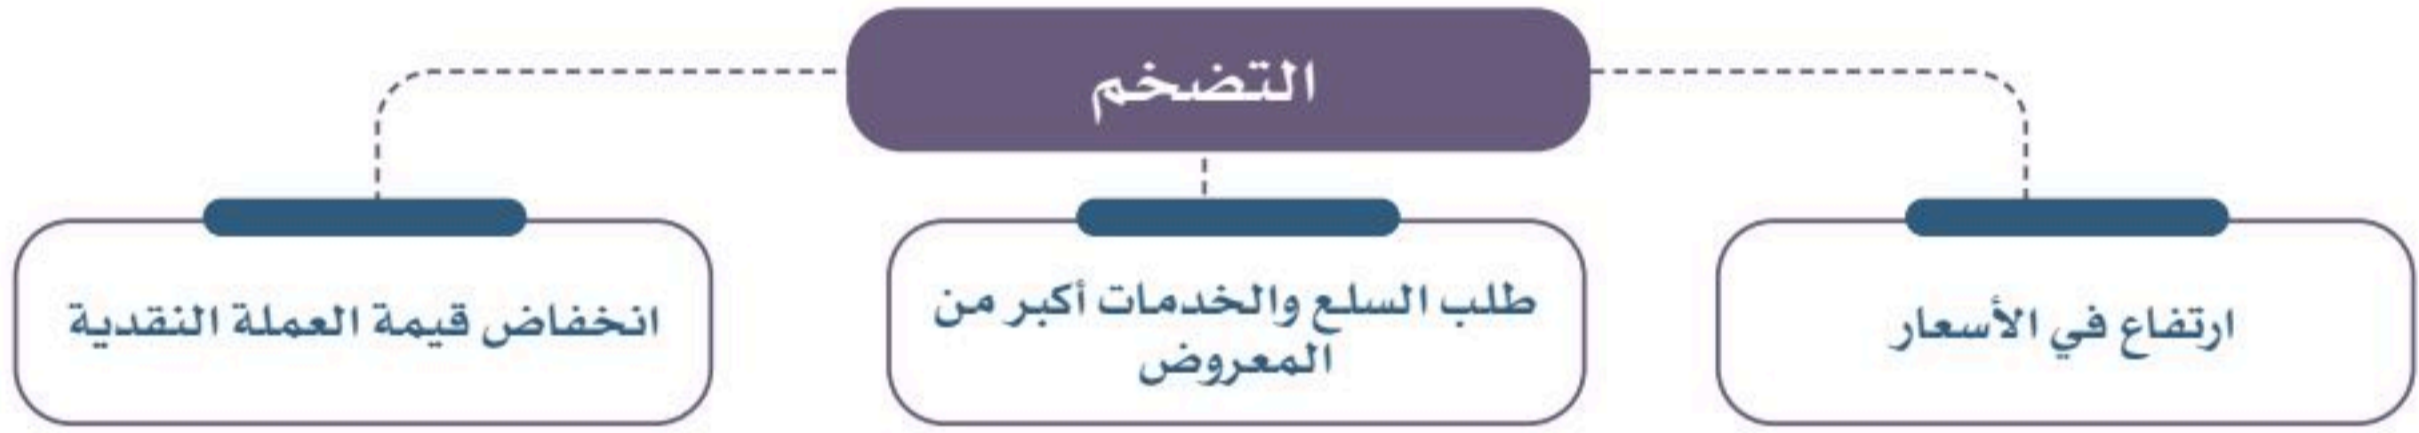 التضخم
ارتفاع في الأسعار
طلب السلع والخدمات أكبر من
المعروض
انخفاض قيمة العملة النقدية